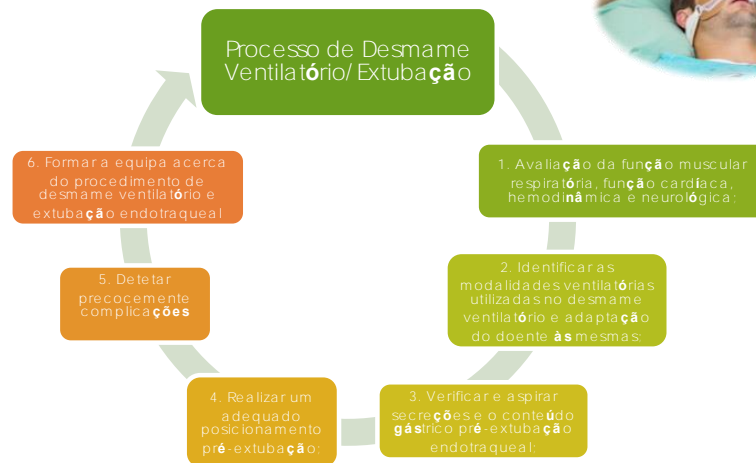 Processo de Desmame
Ventilatório/Extubação
1. Avaliação da função muscular
respiratória, função cardíaca,
hemodinâmica e neurológica;
2. Identificar as
modalidades ventilatórias
utilizadas no desmame
ventilatório e adaptação
do doente às mesmas;
3. Verificar e aspirar
secreções e o conteúdo
gástrico pré-extubação
endotraqueal;
4. Realizar um
adequado
posicionamento
pré-extubação;
5. Detetar
precocemente
complicações
6. Formar a equipa acerca
do procedimento de
desmame ventilatório e
extubação endotraqueal